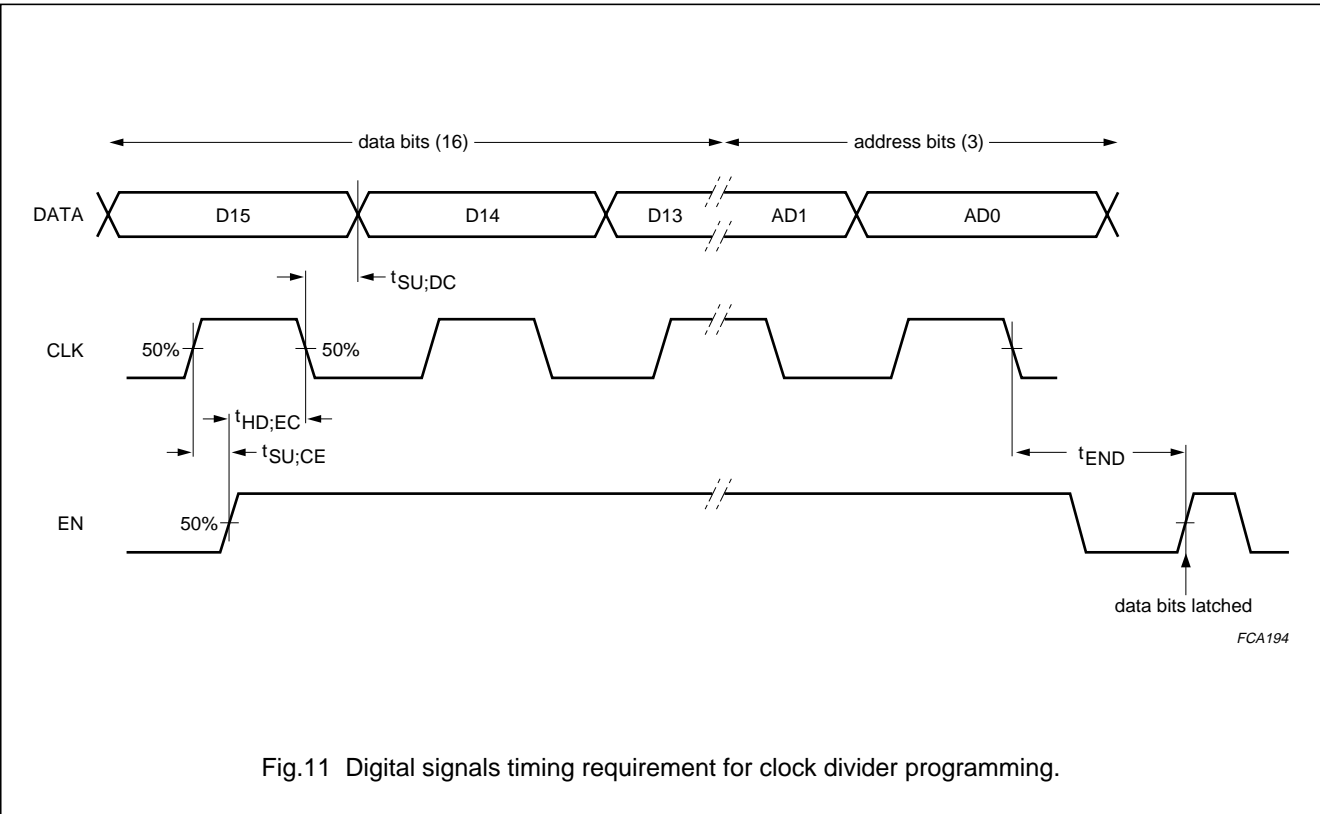 data bits (16)
address bits (3)
DATA
D15
D14
D13
AD1
AD0
tSU;DC
CLK
50%
50%
tHD;EC
tSU;CE
tEND
EN
50%
data bits latched
FCA194
Fig.11 Digital signals timing requirement for clock divider programming.